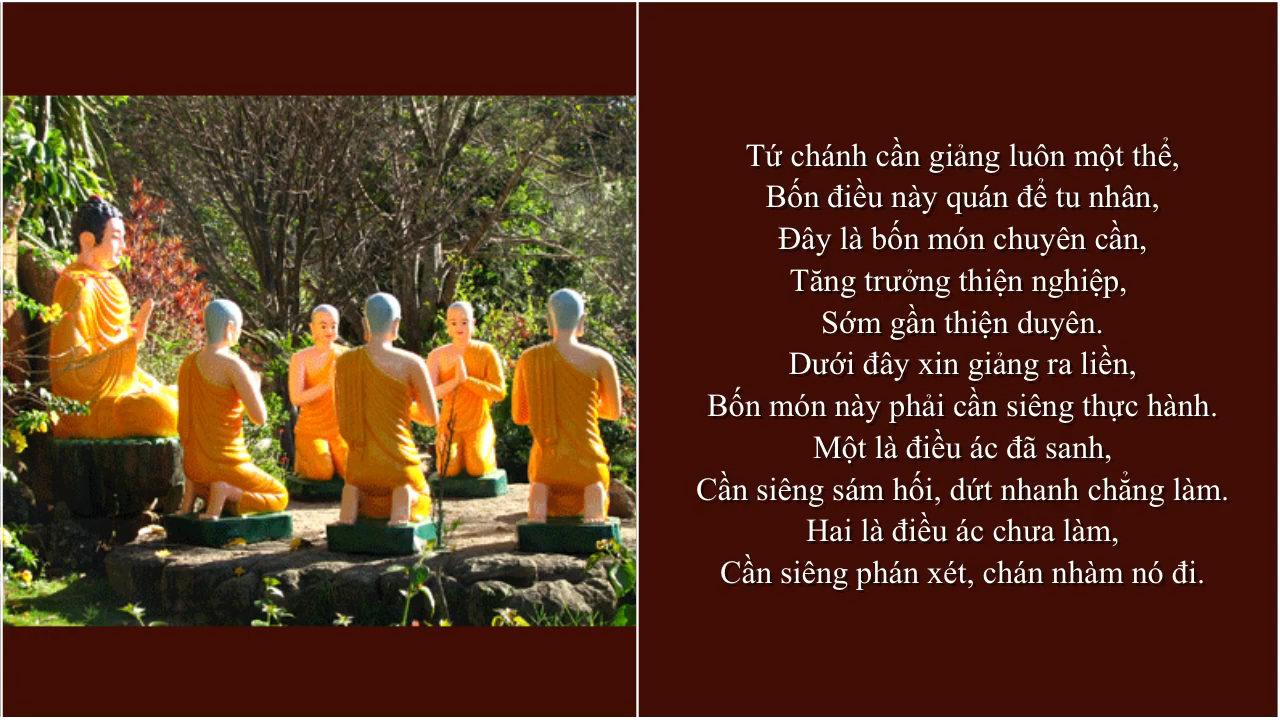 Tứ chánh cần giảng luôn một thể,
Bốn điều này quán để tu nhân,
Đây là bốn món chuyên cần,
Tăng trưởng thiện nghiệp,
Sớm gần thiện duyên.
Dưới đây xin giảng ra liền,
Bốn món này phải cần siêng thực hành.
Một là điều ác đã sanh,
Cần siêng sám hối, dứt nhanh chẳng làm.
Hai là điều ác chưa làm,
Cần siêng phán xét, chán nhàm nó đi.